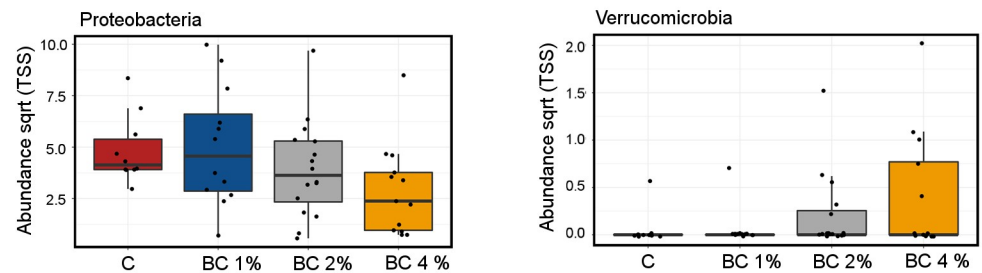 Proteobacteria
Abundance sqrt (TSS)
10.0
7.5
5.0
2.5
C
BC 1%
BC 2%
BC 4 %
Verrucomicrobia
Abundance sqrt (TSS)
2.0
1.5
1.0
0.5
0.0
C
BC 1%
BC 2%
BC 4 %